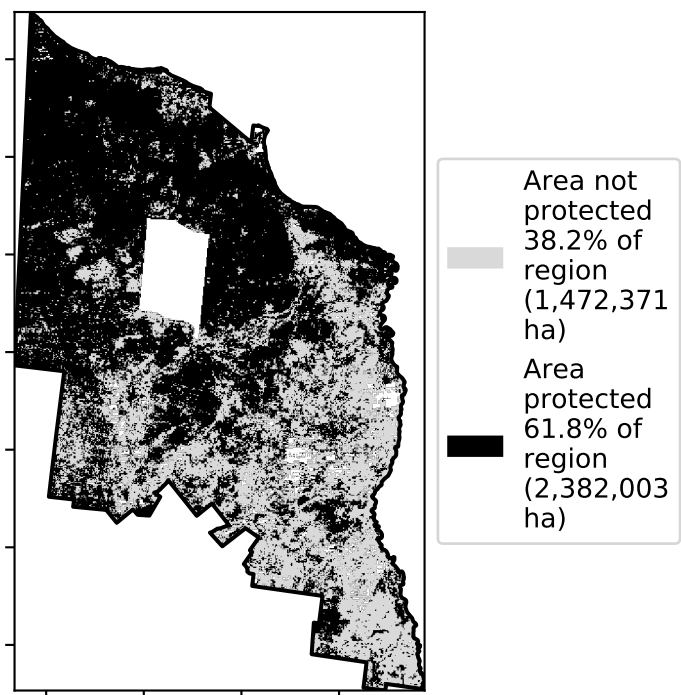 Area not
protected
38.2% of
region
(1,472,371
ha)
Area
protected
61.8% of
region
(2,382,003
ha)